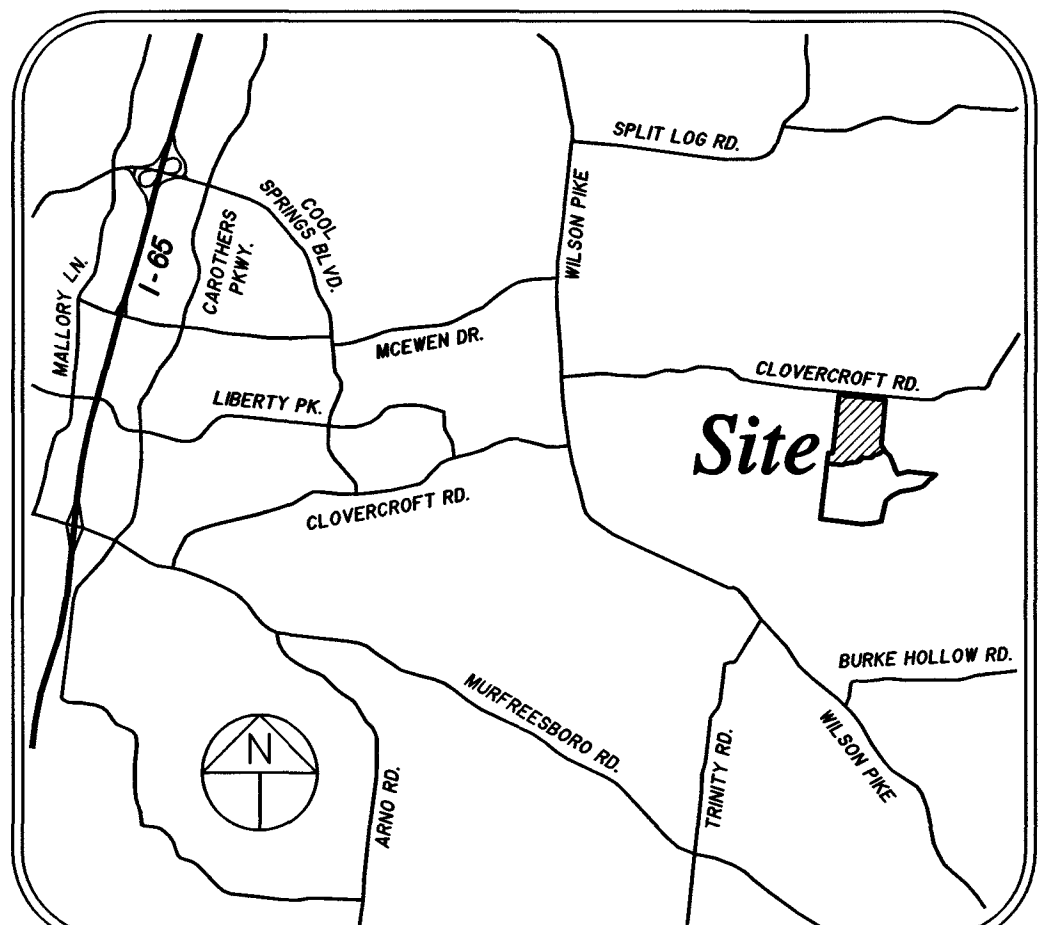 SPLIT LOG RD.
COOL
SPRINGS BLVD.
WILSON PIKE
CAROTHERS
PKWY.
I-65
MALLORY LN.
MCEWEN DR.
CLOVERCROFT RD.
LIBERTY PK.
Site
CLOVERCROFT RD.
BURKE HOLLOW RD.
MURFREESBORO RD.
WILSON PIKE
TRINITY RD.
N
ARNO RD.